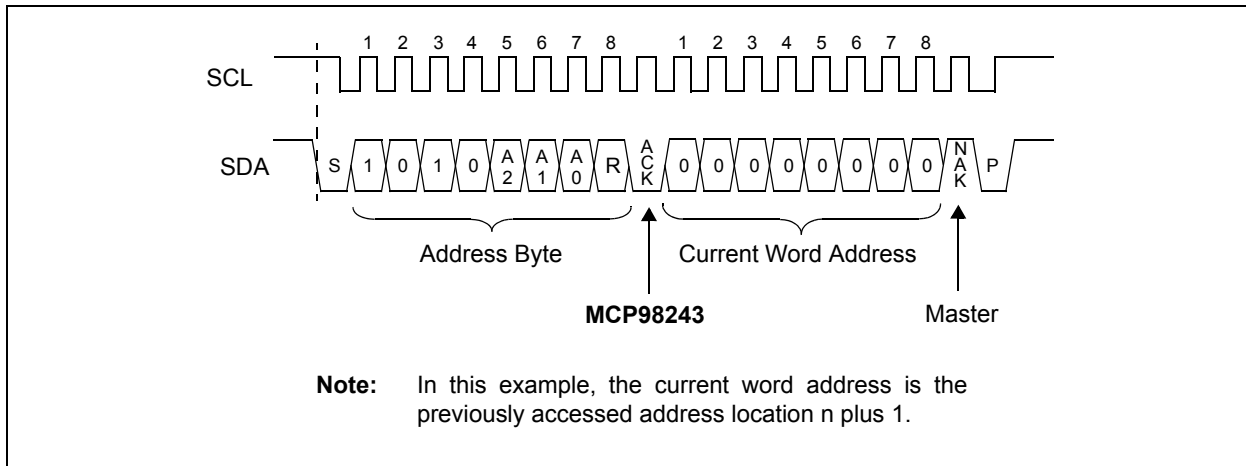 1 2 3 4 5 6 7 8 1 2 3 4 5 6 7 8
SCL
SDA S 1 0 1 0 A2 A1 A0 R ACK 0 0 0 0 0 0 0 0 NAK P
Address Byte Current Word Address
MCP98243 Master
Note: In this example, the current word address is the
previously accessed address location n plus 1.